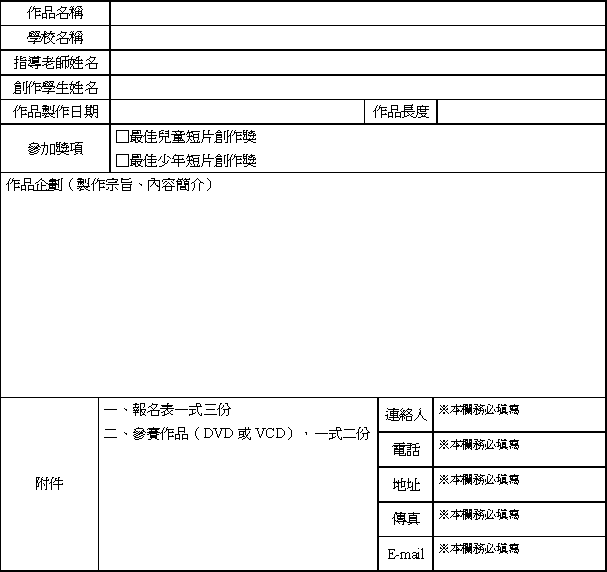 作品名稱
學校名稱
指導老師姓名
創作學生姓名
作品製作日期 作品長度
參加獎項
□最佳兒童短片創作獎
□最佳少年短片創作獎
作品企劃（製作宗旨、內容簡介）
附件
一、報名表一式三份
二、參賽作品（DVD 或 VCD），一式二份
連絡人 ※本欄務必填寫
電話 ※本欄務必填寫
地址 ※本欄務必填寫
傳真 ※本欄務必填寫
E-mail ※本欄務必填寫